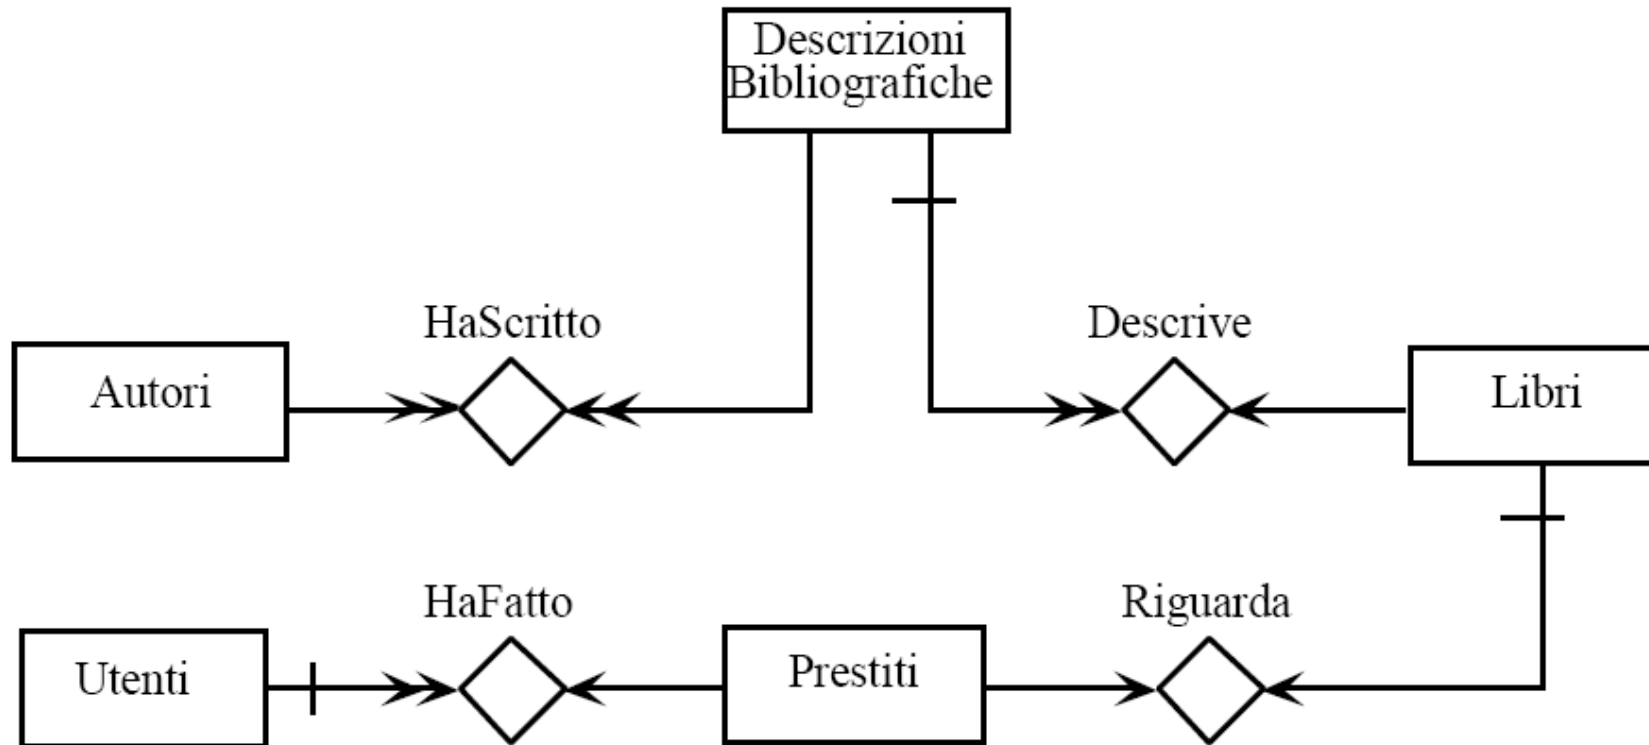 Descrizioni
Bibliografiche
HaScritto
Descrive
Autori
Libri
HaFatto
Riguarda
Utenti
Prestiti